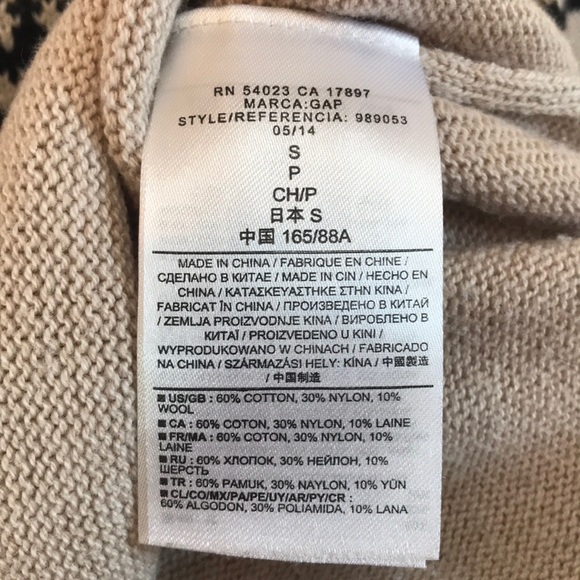 RN 54023 CA 17897
MARCA:GAP
STYLE/REFERENCIA: 989053
05/14
S
P
CH/P
日本 S
中国 165/88A
MADE IN CHINA / FABRIQUE EN CHINE /
СДЕЛАНО В КИТАЕ / MADE IN CIN / HECHO EN
CHINA / ΚΑΤΑΣΚΕΥΑΣΤΗΚΕ ΣΤΗΝ ΚΙΝΑ /
FABRICAT ÎN CHINA / ПРОИЗВЕДЕНО В КИТАЙ
/ ZEMLJA PROIZVODNJE KINA / ВИРОБЛЕНО В
КИТАЇ / PROIZVEDENO U KINI /
WYPRODUKOWANO W CHINACH / FABRICADO
NA CHINA / SZÁRMAZÁSI HELY: KÍNA / 中國製造
/ 中国制造
■ US/GB : 60% COTTON, 30% NYLON, 10%
WOOL
■ CA : 60% COTON, 30% NYLON, 10% LAINE
■ FR/MA : 60% COTON, 30% NYLON, 10%
LAINE
■ RU : 60% ХЛОПОК, 30% НЕЙЛОН, 10%
ШЕРСТЬ
■ TR : 60% PAMUK, 30% NAYLON, 10% YÜN
■ CL/CO/MX/PA/PE/UY/AR/PY/CR :
60% ALGODON, 30% POLIAMIDA, 10% LANA